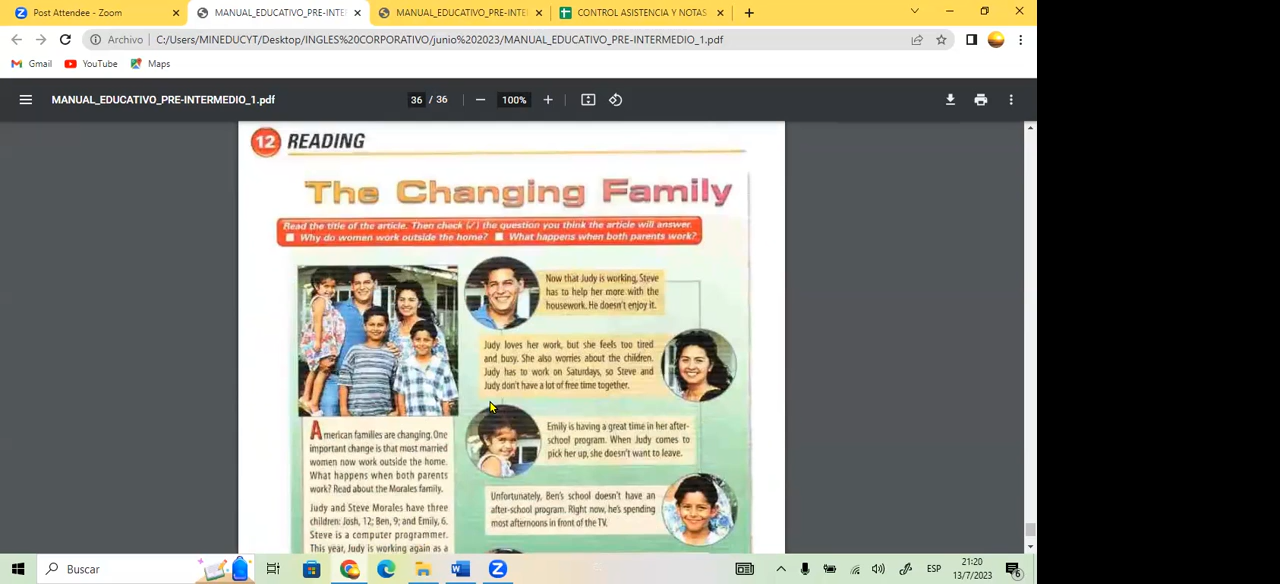 Post Attendee - Zoom
MANUAL_EDUCATIVO_PRE-INTERME
MANUAL_EDUCATIVO_PRE-INTE
CONTROL ASISTENCIA Y NOTAS
Archivo
C:/Users/MINEDUCYT/Desktop/INGLES%20CORPORATIVO/junio%202023/MANUAL_EDUCATIVO_PRE-INTERMEDIO_1.pdf
Gmail
YouTube
Maps
MANUAL_EDUCATIVO_PRE-INTERMEDIO_1.pdf
36 / 36
100%
12 READING
The Changing Family
Read the title of the article. Then check (✓) the question you think the article will answer.
Why do women work outside the home?
What happens when both parents work?
Now that Judy is working, Steve
has to help her more with the
housework. He doesn't enjoy it.
Judy loves her work, but she feels too tired
and busy. She also worries about the children.
Judy has to work on Saturdays, so Steve and
Judy don't have a lot of free time together.
Emily is having a great time in her after-
school program. When Judy comes to
pick her up, she doesn't want to leave.
Unfortunately, Ben's school doesn't have an
after-school program. Right now, he's spending
most afternoons in front of the TV.
American families are changing. One
important change is that most married
women now work outside the home.
What happens when both parents
work? Read about the Morales family.
Judy and Steve Morales have three
children: Josh, 12; Ben, 9; and Emily, 6.
Steve is a computer programmer.
This year, Judy is working again as a
Buscar
ESP
21:20
13/7/2023
6